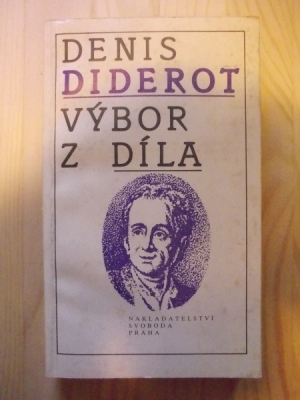 DENIS
DIDEROT
VÝBOR
Z DÍLA
NAKLADATELSTVÍ
SVOBODA
PRAHA